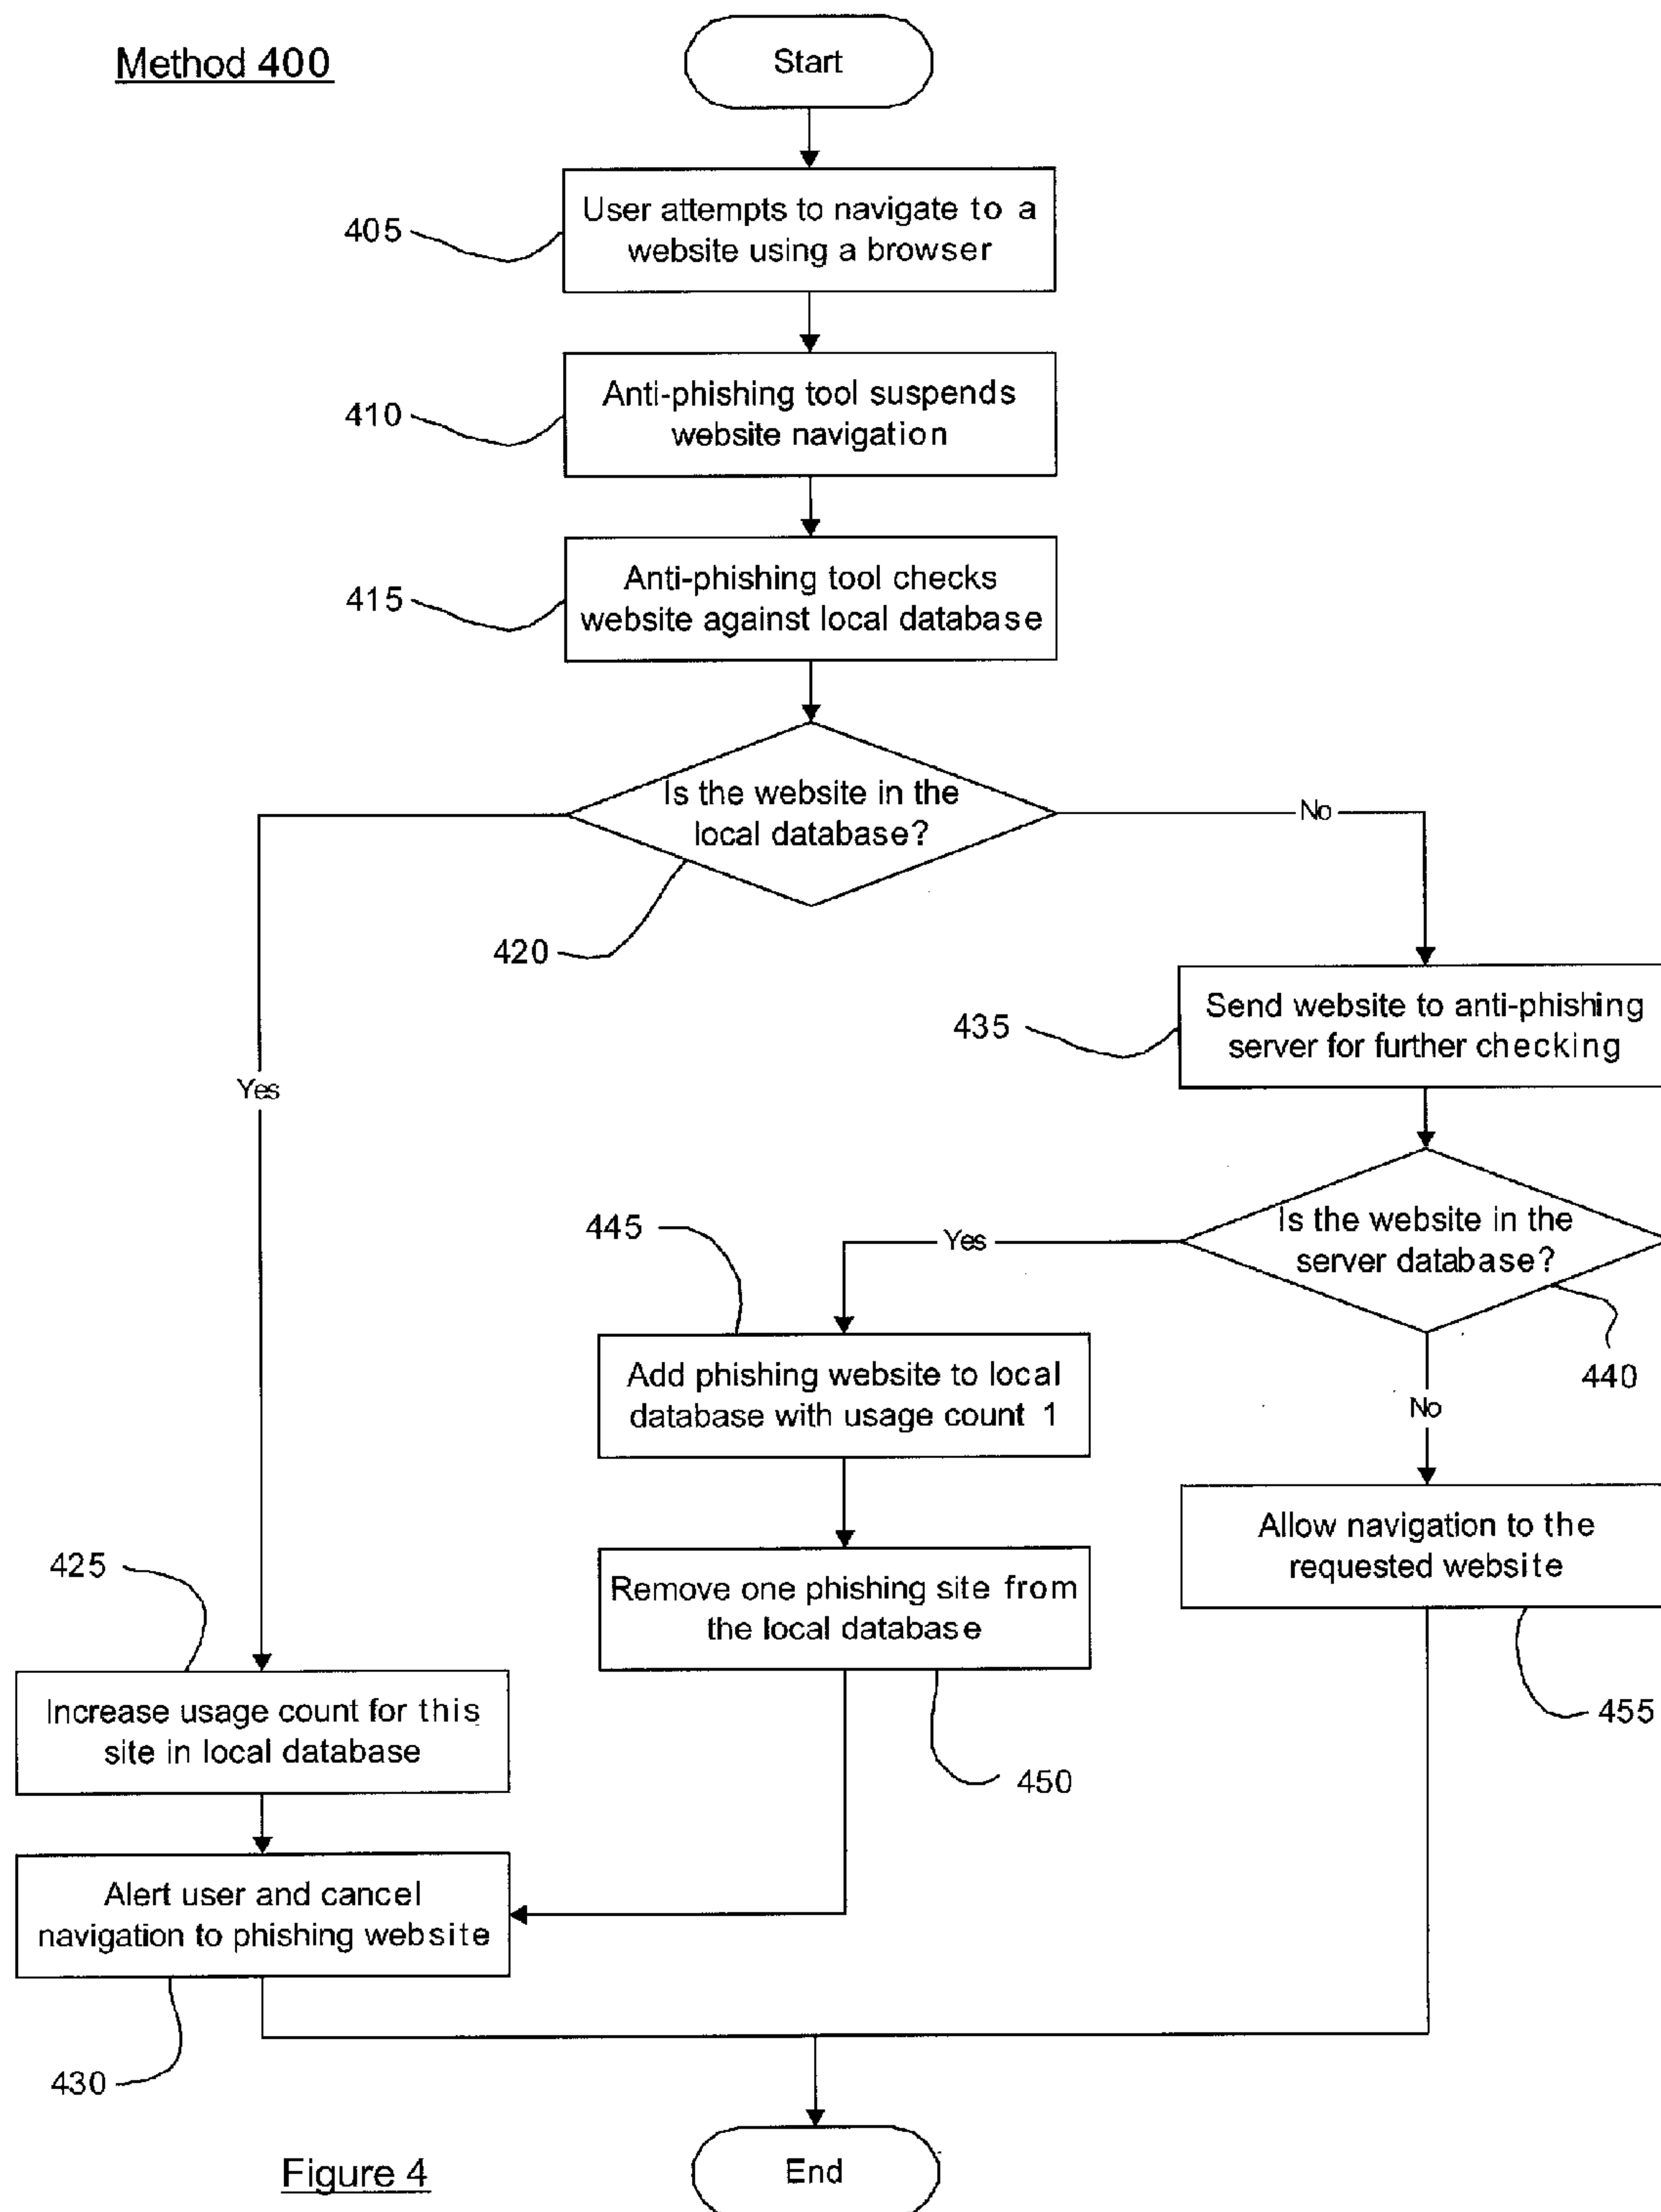 Method 400
Start
405
User attempts to navigate to a
website using a browser
410
Anti-phishing tool suspends
website navigation
415
Anti-phishing tool checks
website against local database
Is the website in the
local database?
No
420
435
Send website to anti-phishing
server for further checking
Yes
445
Yes
Is the website in the
server database?
440
Add phishing website to local
database with usage count 1
No
425
Remove one phishing site from
the local database
Allow navigation to the
requested website
455
Increase usage count for this
site in local database
450
Alert user and cancel
navigation to phishing website
430
End
Figure 4